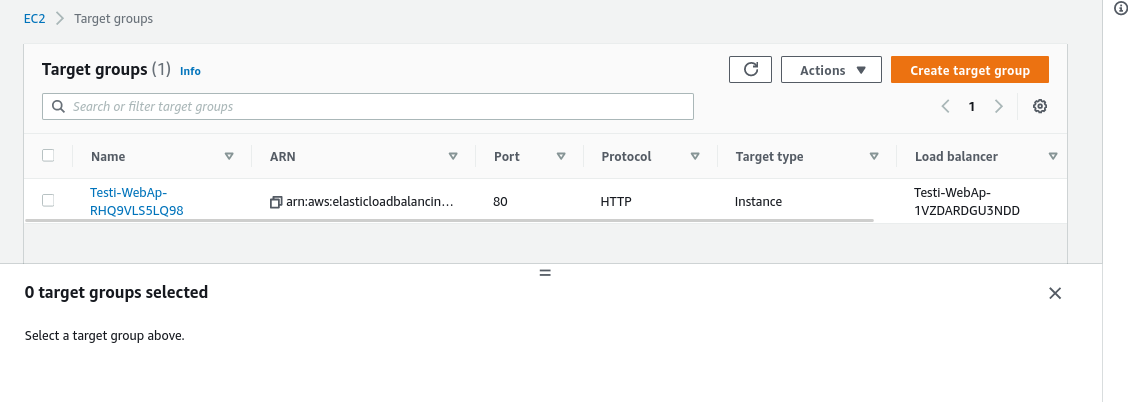 EC2 > Target groups
Target groups (1) Info
Actions
Create target group
Search or filter target groups
1
Name
ARN
Port
Protocol
Target type
Load balancer
Testi-WebAp-
RHQ9VLS5LQ98
arn:aws:elasticloadbalancin...
80
HTTP
Instance
Testi-WebAp-
1VZDARDGU3NDD
0 target groups selected
Select a target group above.